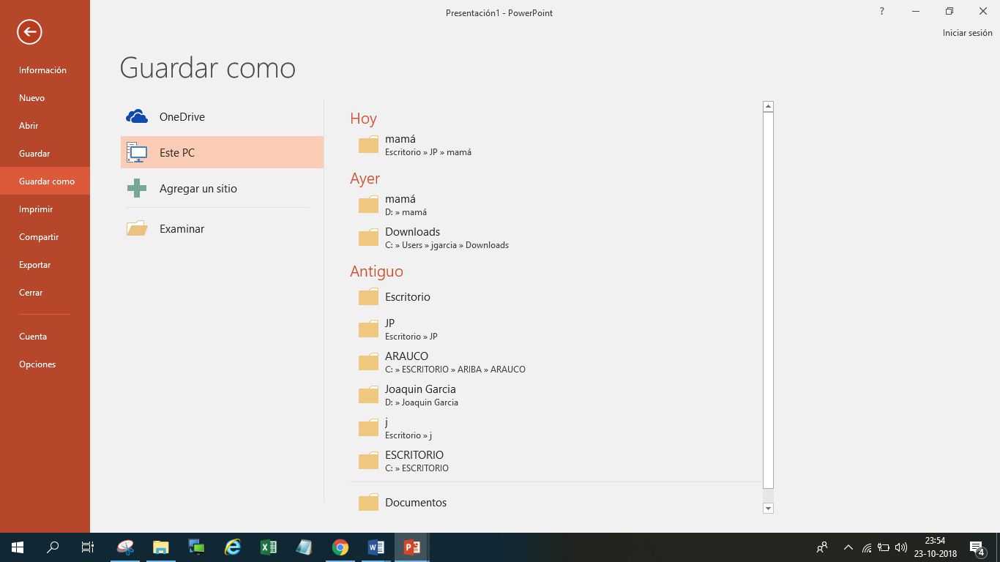 Presentación1 - PowerPoint
?
Iniciar sesión
Información
Nuevo
Abrir
Guardar
Guardar como
Imprimir
Compartir
Exportar
Cerrar
Cuenta
Opciones
Guardar como
OneDrive
Este PC
Agregar un sitio
Examinar
Hoy
mamá
Escritorio » JP » mamá
Ayer
mamá
D: » mamá
Downloads
C: » Users » jgarcia » Downloads
Antiguo
Escritorio
JP
Escritorio » JP
ARAUCO
C: » ESCRITORIO » ARIBA » ARAUCO
Joaquin Garcia
D: » Joaquin Garcia
j
Escritorio » j
ESCRITORIO
C: » ESCRITORIO
Documentos
23:54
23-10-2018
4